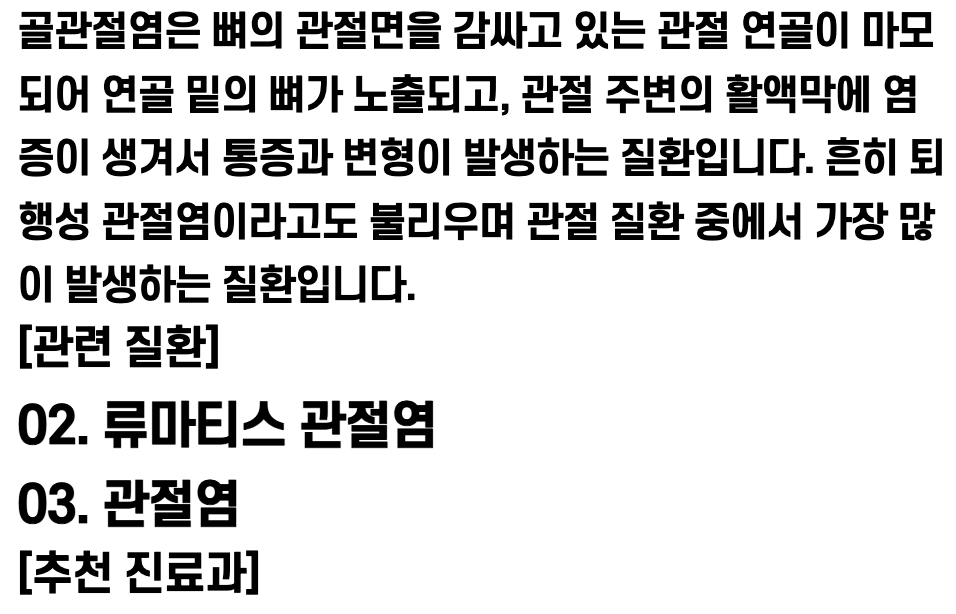 골관절염은 뼈의 관절면을 감싸고 있는 관절 연골이 마모
되어 연골 밑의 뼈가 노출되고, 관절 주변의 활액막에 염
증이 생겨서 통증과 변형이 발생하는 질환입니다. 흔히 퇴
행성 관절염이라고도 불리우며 관절 질환 중에서 가장 많
이 발생하는 질환입니다.
[관련 질환]
02. 류마티스 관절염
03. 관절염
[추천 진료과]